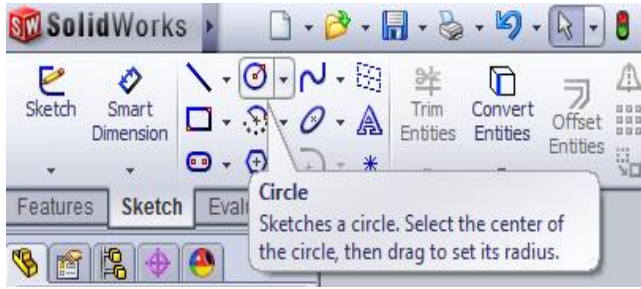 SolidWorks
Sketch
Smart
Dimension
Trim
Entities
Convert
Entities
Offset
Entities
Features
Sketch
Circle
Sketches a circle. Select the center of
the circle, then drag to set its radius.